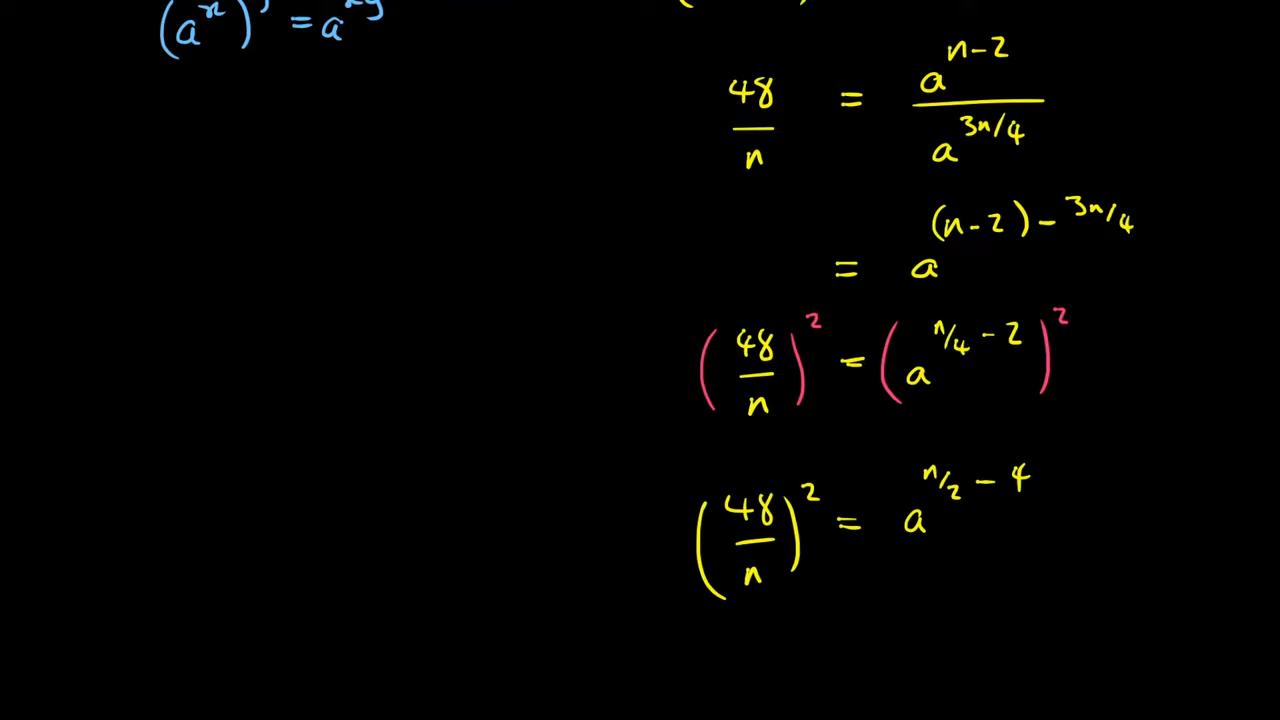 (a^x)^y = a^xy
48/n = a^(n-2) / a^(3n/4)
= a^((n-2) - 3n/4)
(48/n)^2 = (a^(n/4 - 2))^2
(48/n)^2 = a^(n/2 - 4)